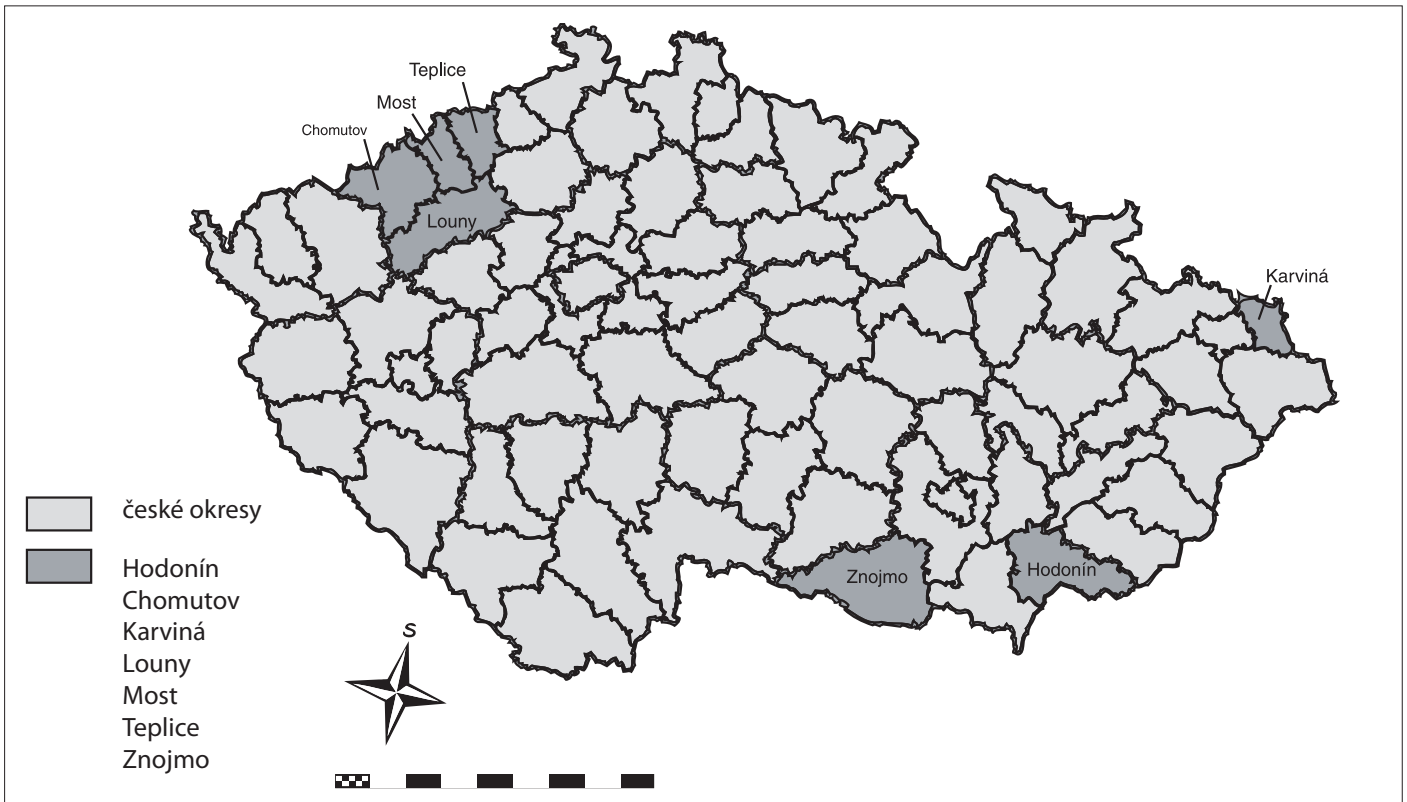 Teplice
Most
Chomutov
Louny
Karviná
české okresy
Znojmo
Hodonín
Hodonín
Chomutov
Karviná
Louny
Most
Teplice
Znojmo
S